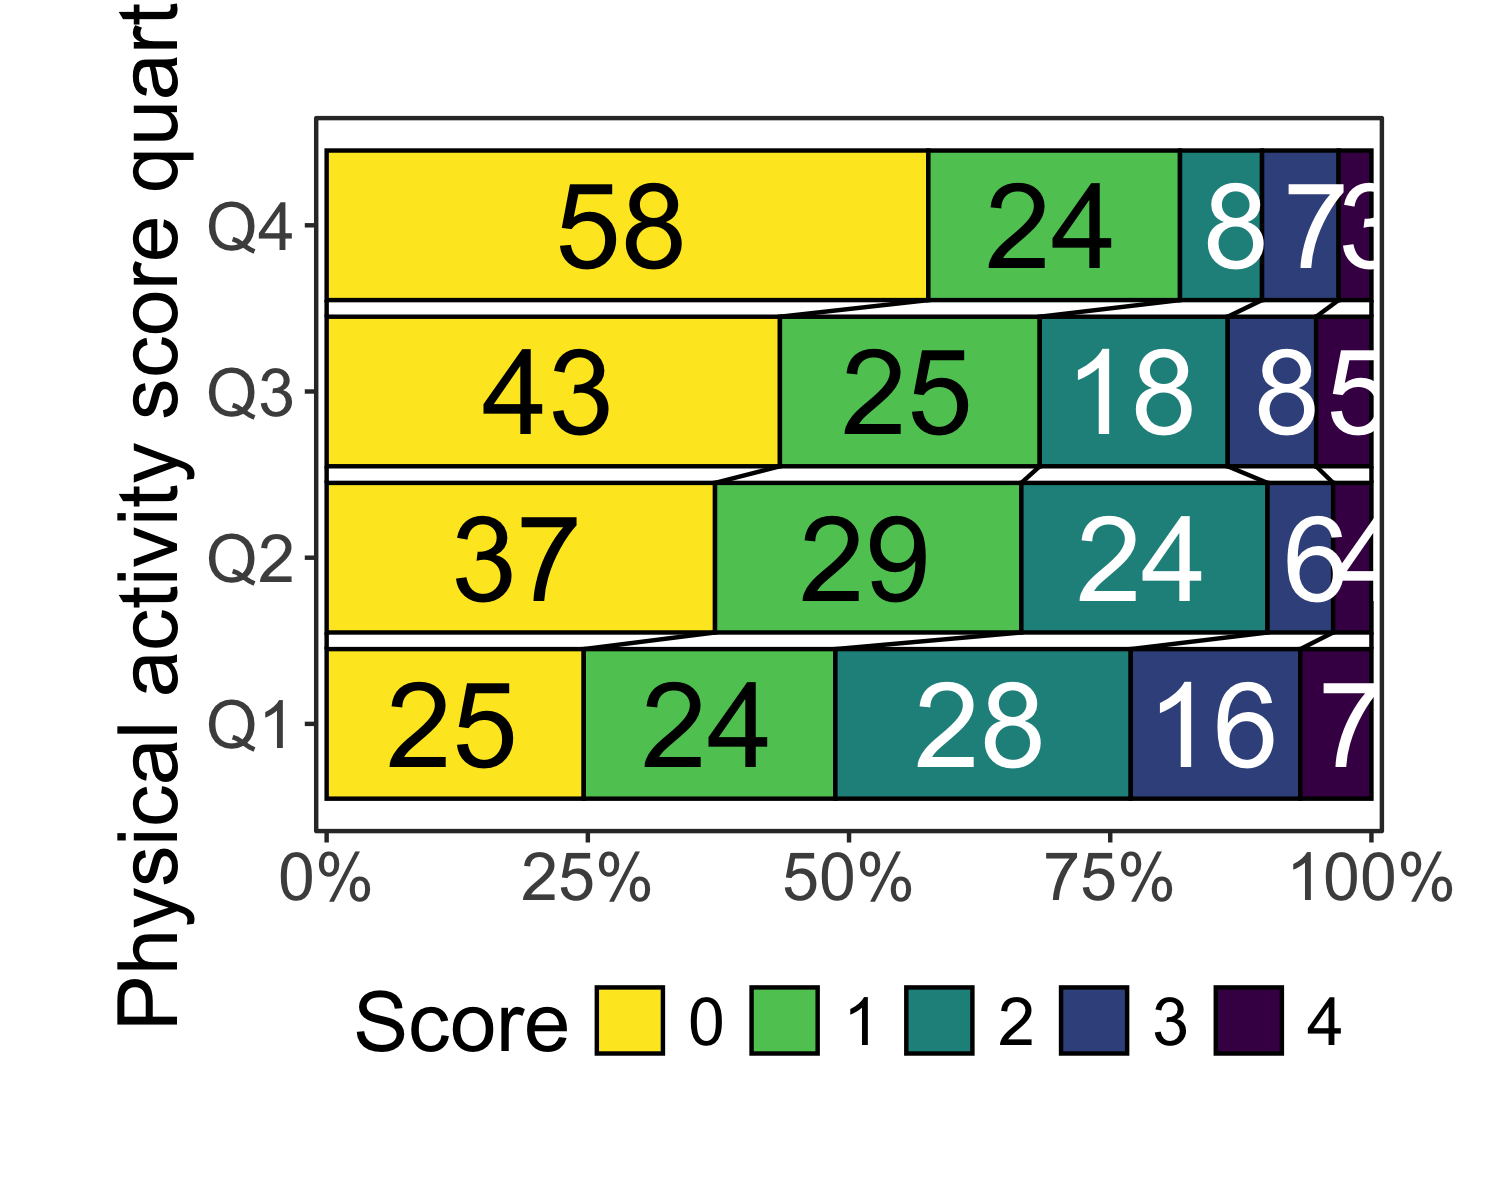 Physical activity score quart
Q4 58 24 8 7 3
Q3 43 25 18 8 5
Q2 37 29 24 6 4
Q1 25 24 28 16 7
0% 25% 50% 75% 100%
Score 0 1 2 3 4